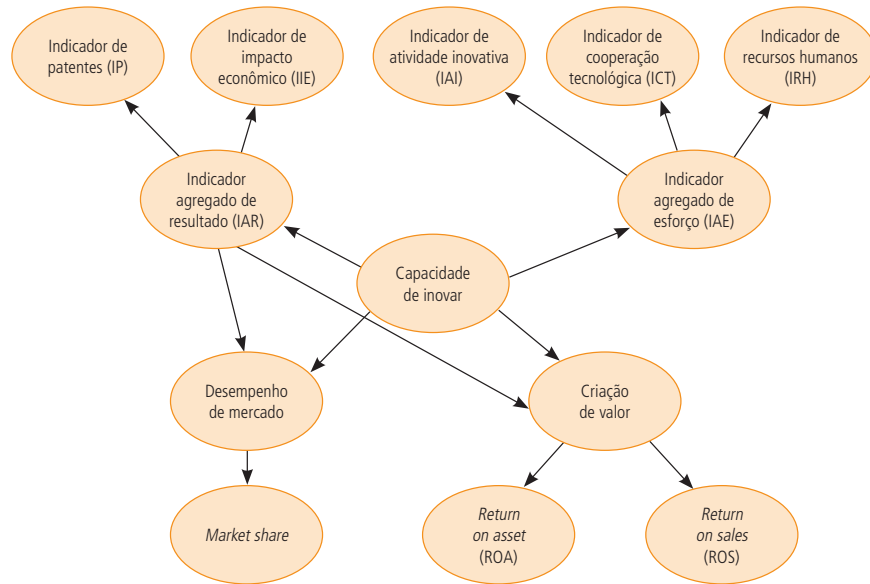 Indicador de
patentes (IP)
Indicador de
impacto
econômico (IIE)
Indicador de
atividade inovativa
(IAI)
Indicador de
cooperação
tecnológica (ICT)
Indicador de
recursos humanos
(IRH)
Indicador
agregado de
resultado (IAR)
Indicador
agregado de
esforço (IAE)
Capacidade
de inovar
Desempenho
de mercado
Criação
de valor
Market share
Return
on asset
(ROA)
Return
on sales
(ROS)